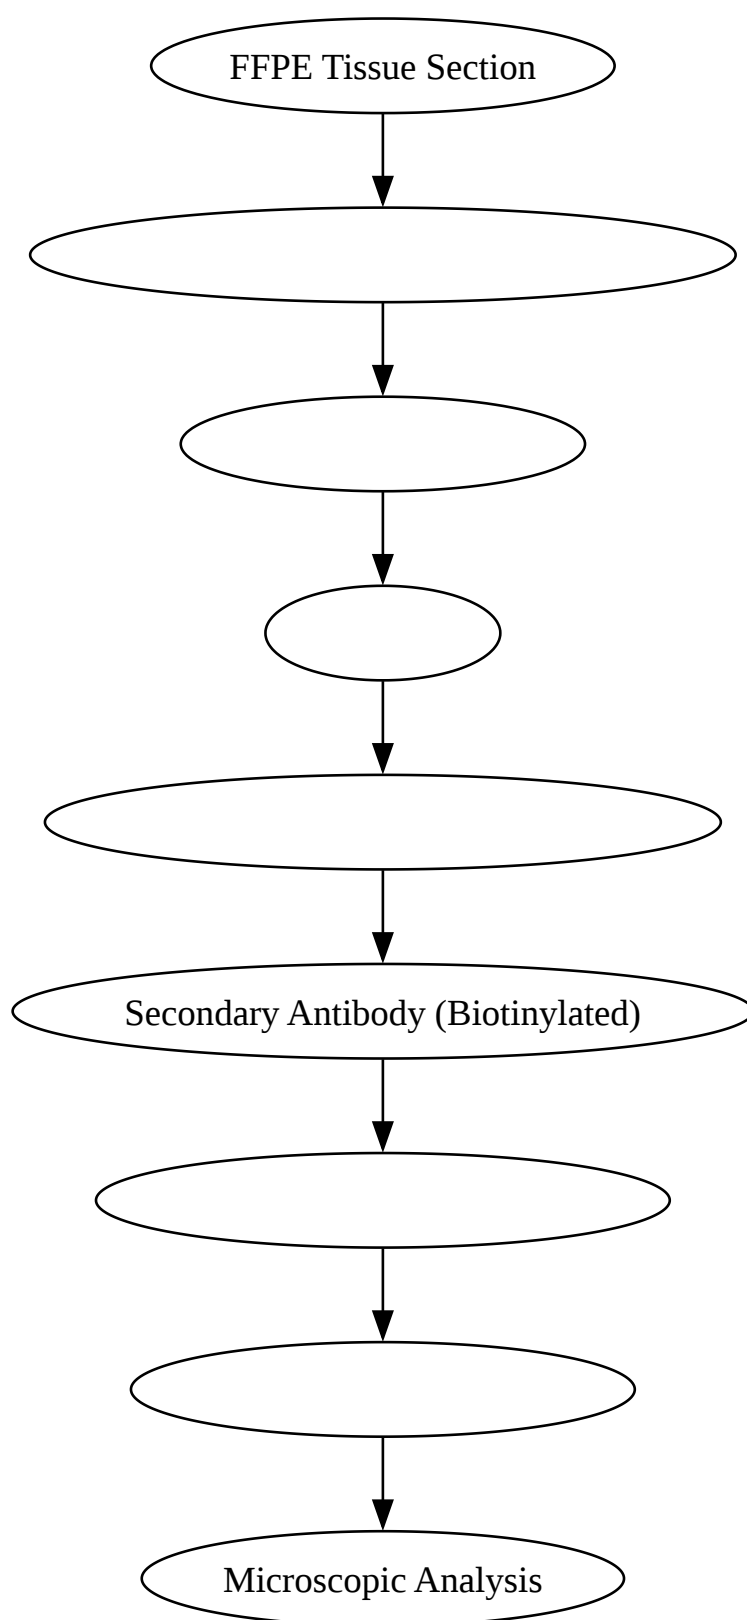 FFPE Tissue Section
Secondary Antibody (Biotinylated)
Microscopic Analysis